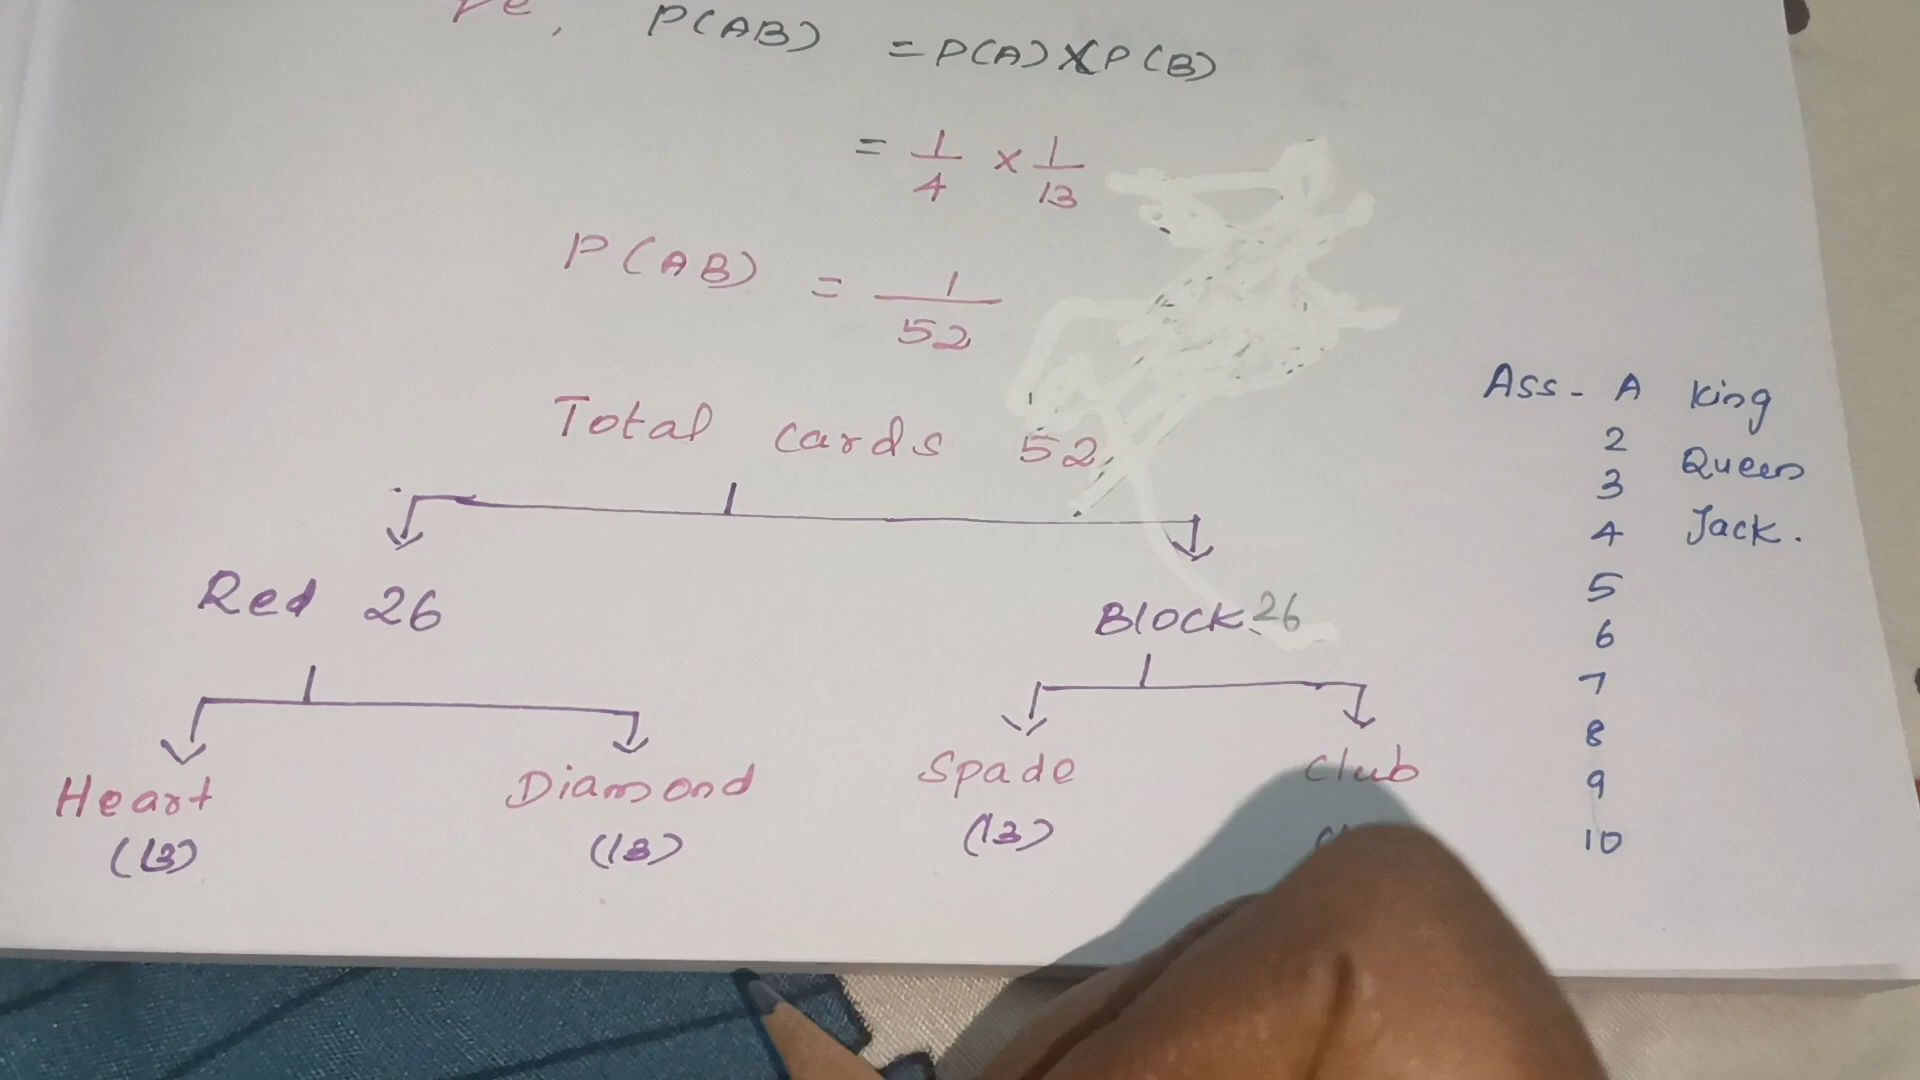 P(AB) = P(A) X P(B)
= 1/4 x 1/13
P(AB) = 1/52
Total cards 52
Red 26
Block 26
Heart
(13)
Diamond
(13)
Spade
(13)
Club
Ass - A
2
3
4
5
6
7
8
9
10
King
Queen
Jack.